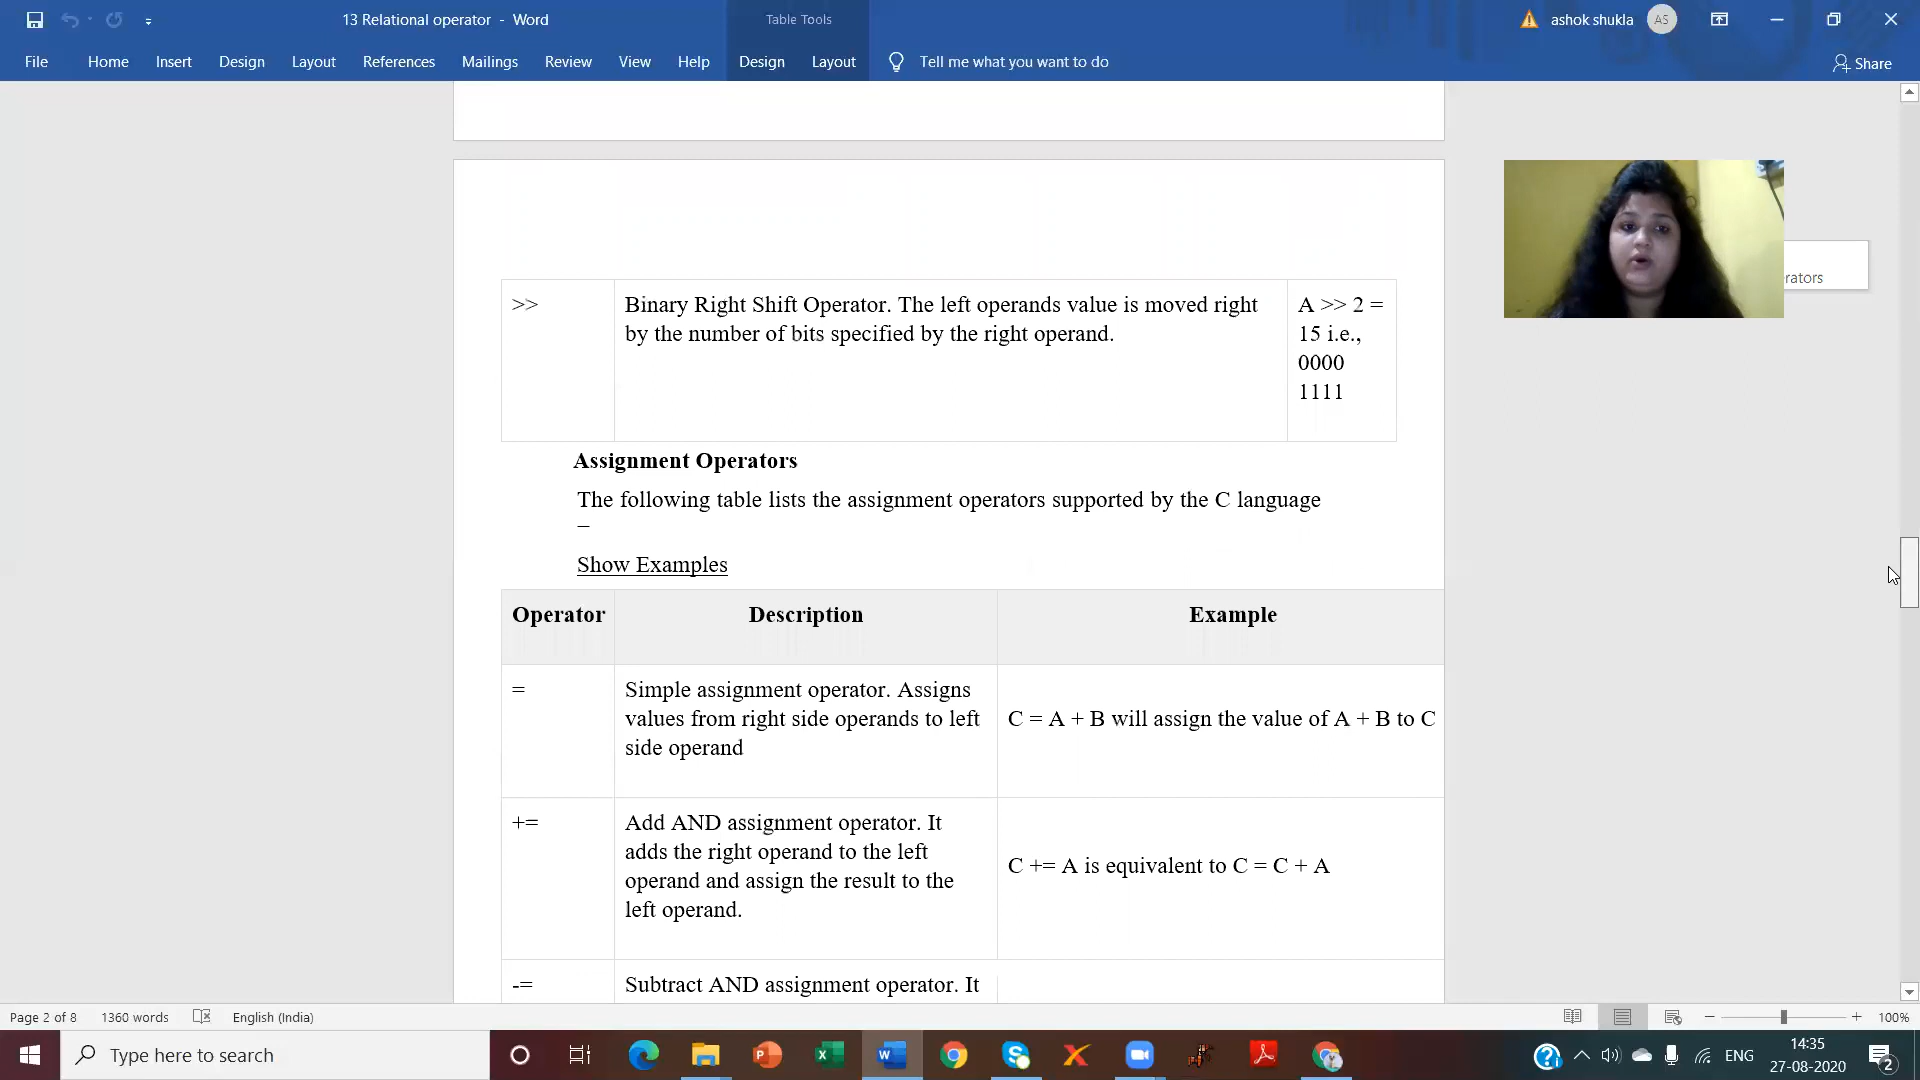 13 Relational operator - Word
Table Tools
ashok shukla
AS
File Home Insert Design Layout References Mailings Review View Help Design Layout Tell me what you want to do
Share
>>
Binary Right Shift Operator. The left operands value is moved right
by the number of bits specified by the right operand.
A >> 2 =
15 i.e.,
0000
1111
rators
Assignment Operators
The following table lists the assignment operators supported by the C language
–
Show Examples
Operator Description Example
=
Simple assignment operator. Assigns
values from right side operands to left
side operand
C = A + B will assign the value of A + B to C
+=
Add AND assignment operator. It
adds the right operand to the left
operand and assign the result to the
left operand.
C += A is equivalent to C = C + A
-=
Subtract AND assignment operator. It
Page 2 of 8 1360 words English (India)
100%
Type here to search
ENG
14:35
27-08-2020
2